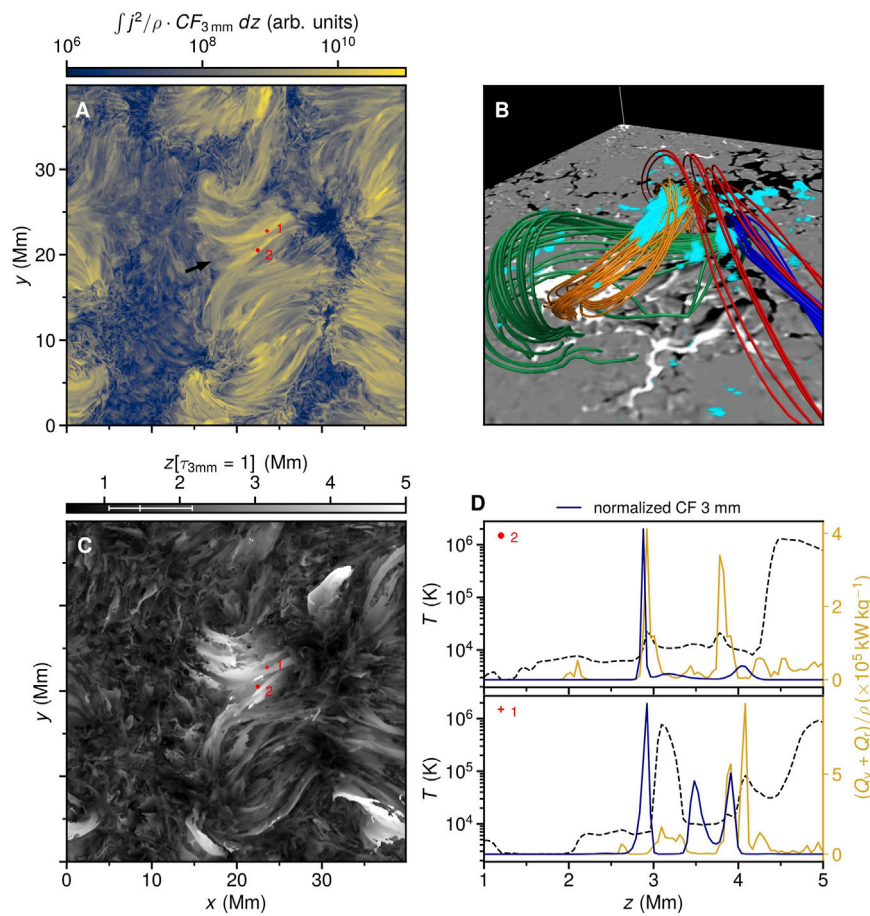 ∫ j²/ρ · CF₃ ₘₘ dz (arb. units)
10⁶ 10⁸ 10¹⁰
A
B
30
20
10
0
y (Mm)
1
2
z[τ₃ₘₘ = 1] (Mm)
1 2 3 4 5
C
y (Mm)
1
2
0 10 20 30
x (Mm)
D
normalized CF 3 mm
2
10⁶
10⁵
10⁴
T (K)
4
2
0
1
10⁶
10⁵
10⁴
T (K)
5
0
(Qᵥ + Qᵣ)/ρ (×10⁵ kW kg⁻¹)
1 2 3 4 5
z (Mm)